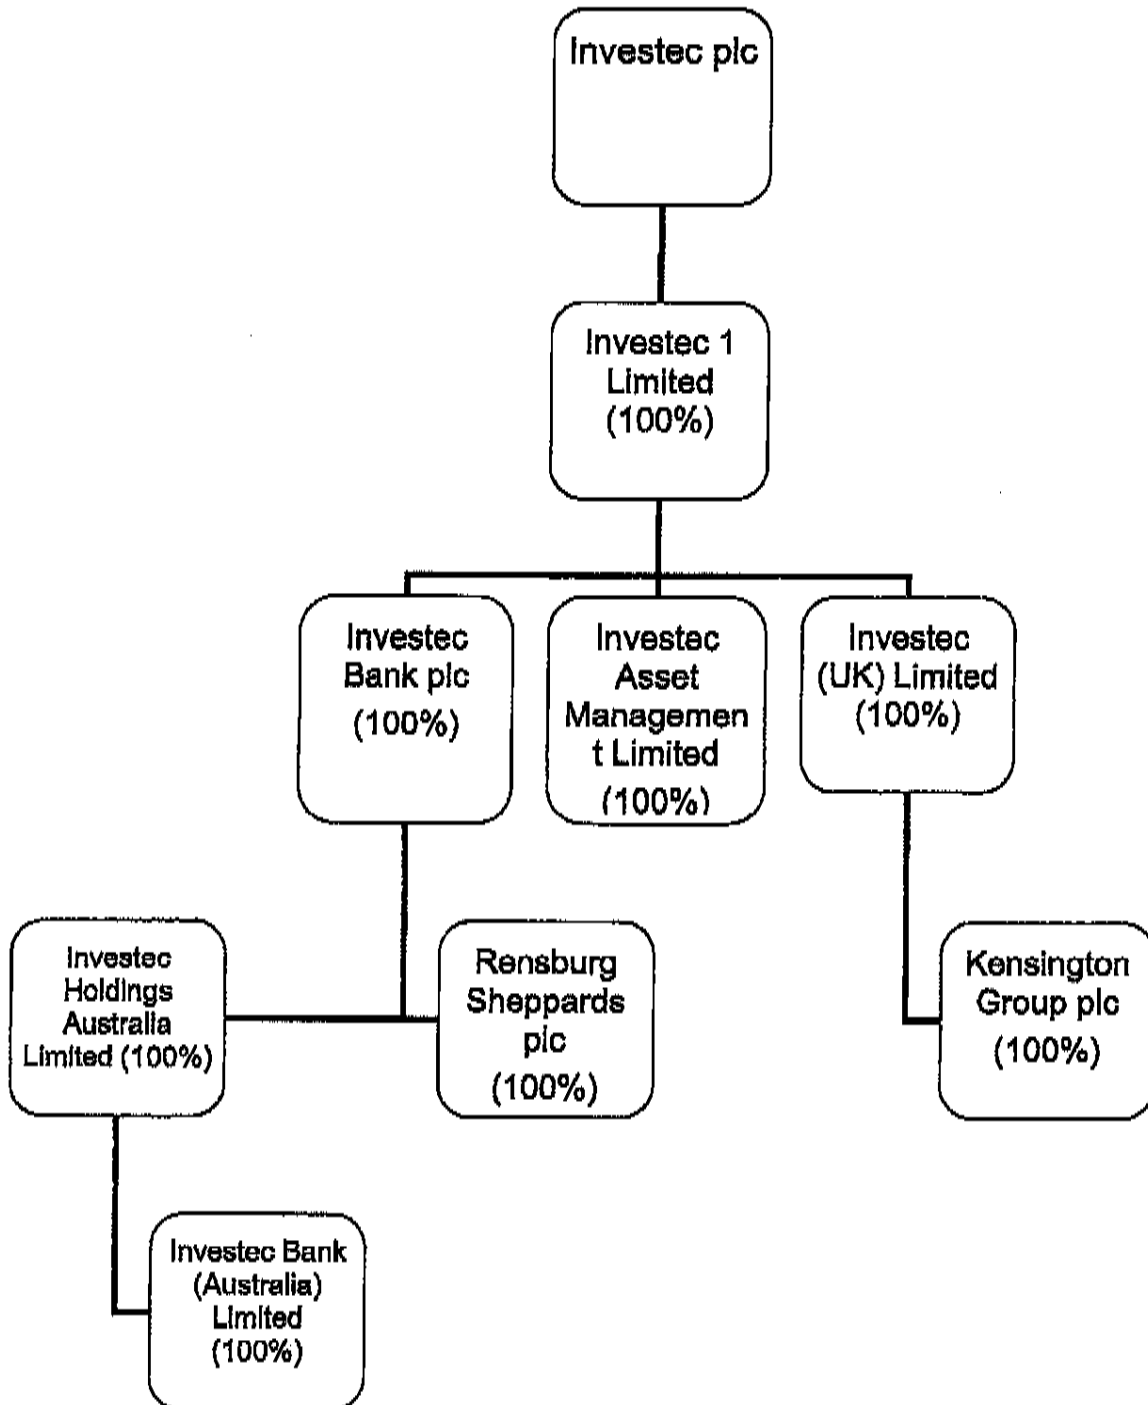 Investec plc
Investec 1
Limited
(100%)
Investec
Bank plc
(100%)
Investec
Asset
Managemen
t Limited
(100%)
Investec
(UK) Limited
(100%)
Investec
Holdings
Australia
Limited (100%)
Rensburg
Sheppards
plc
(100%)
Kensington
Group plc
(100%)
Investec Bank
(Australia)
Limited
(100%)